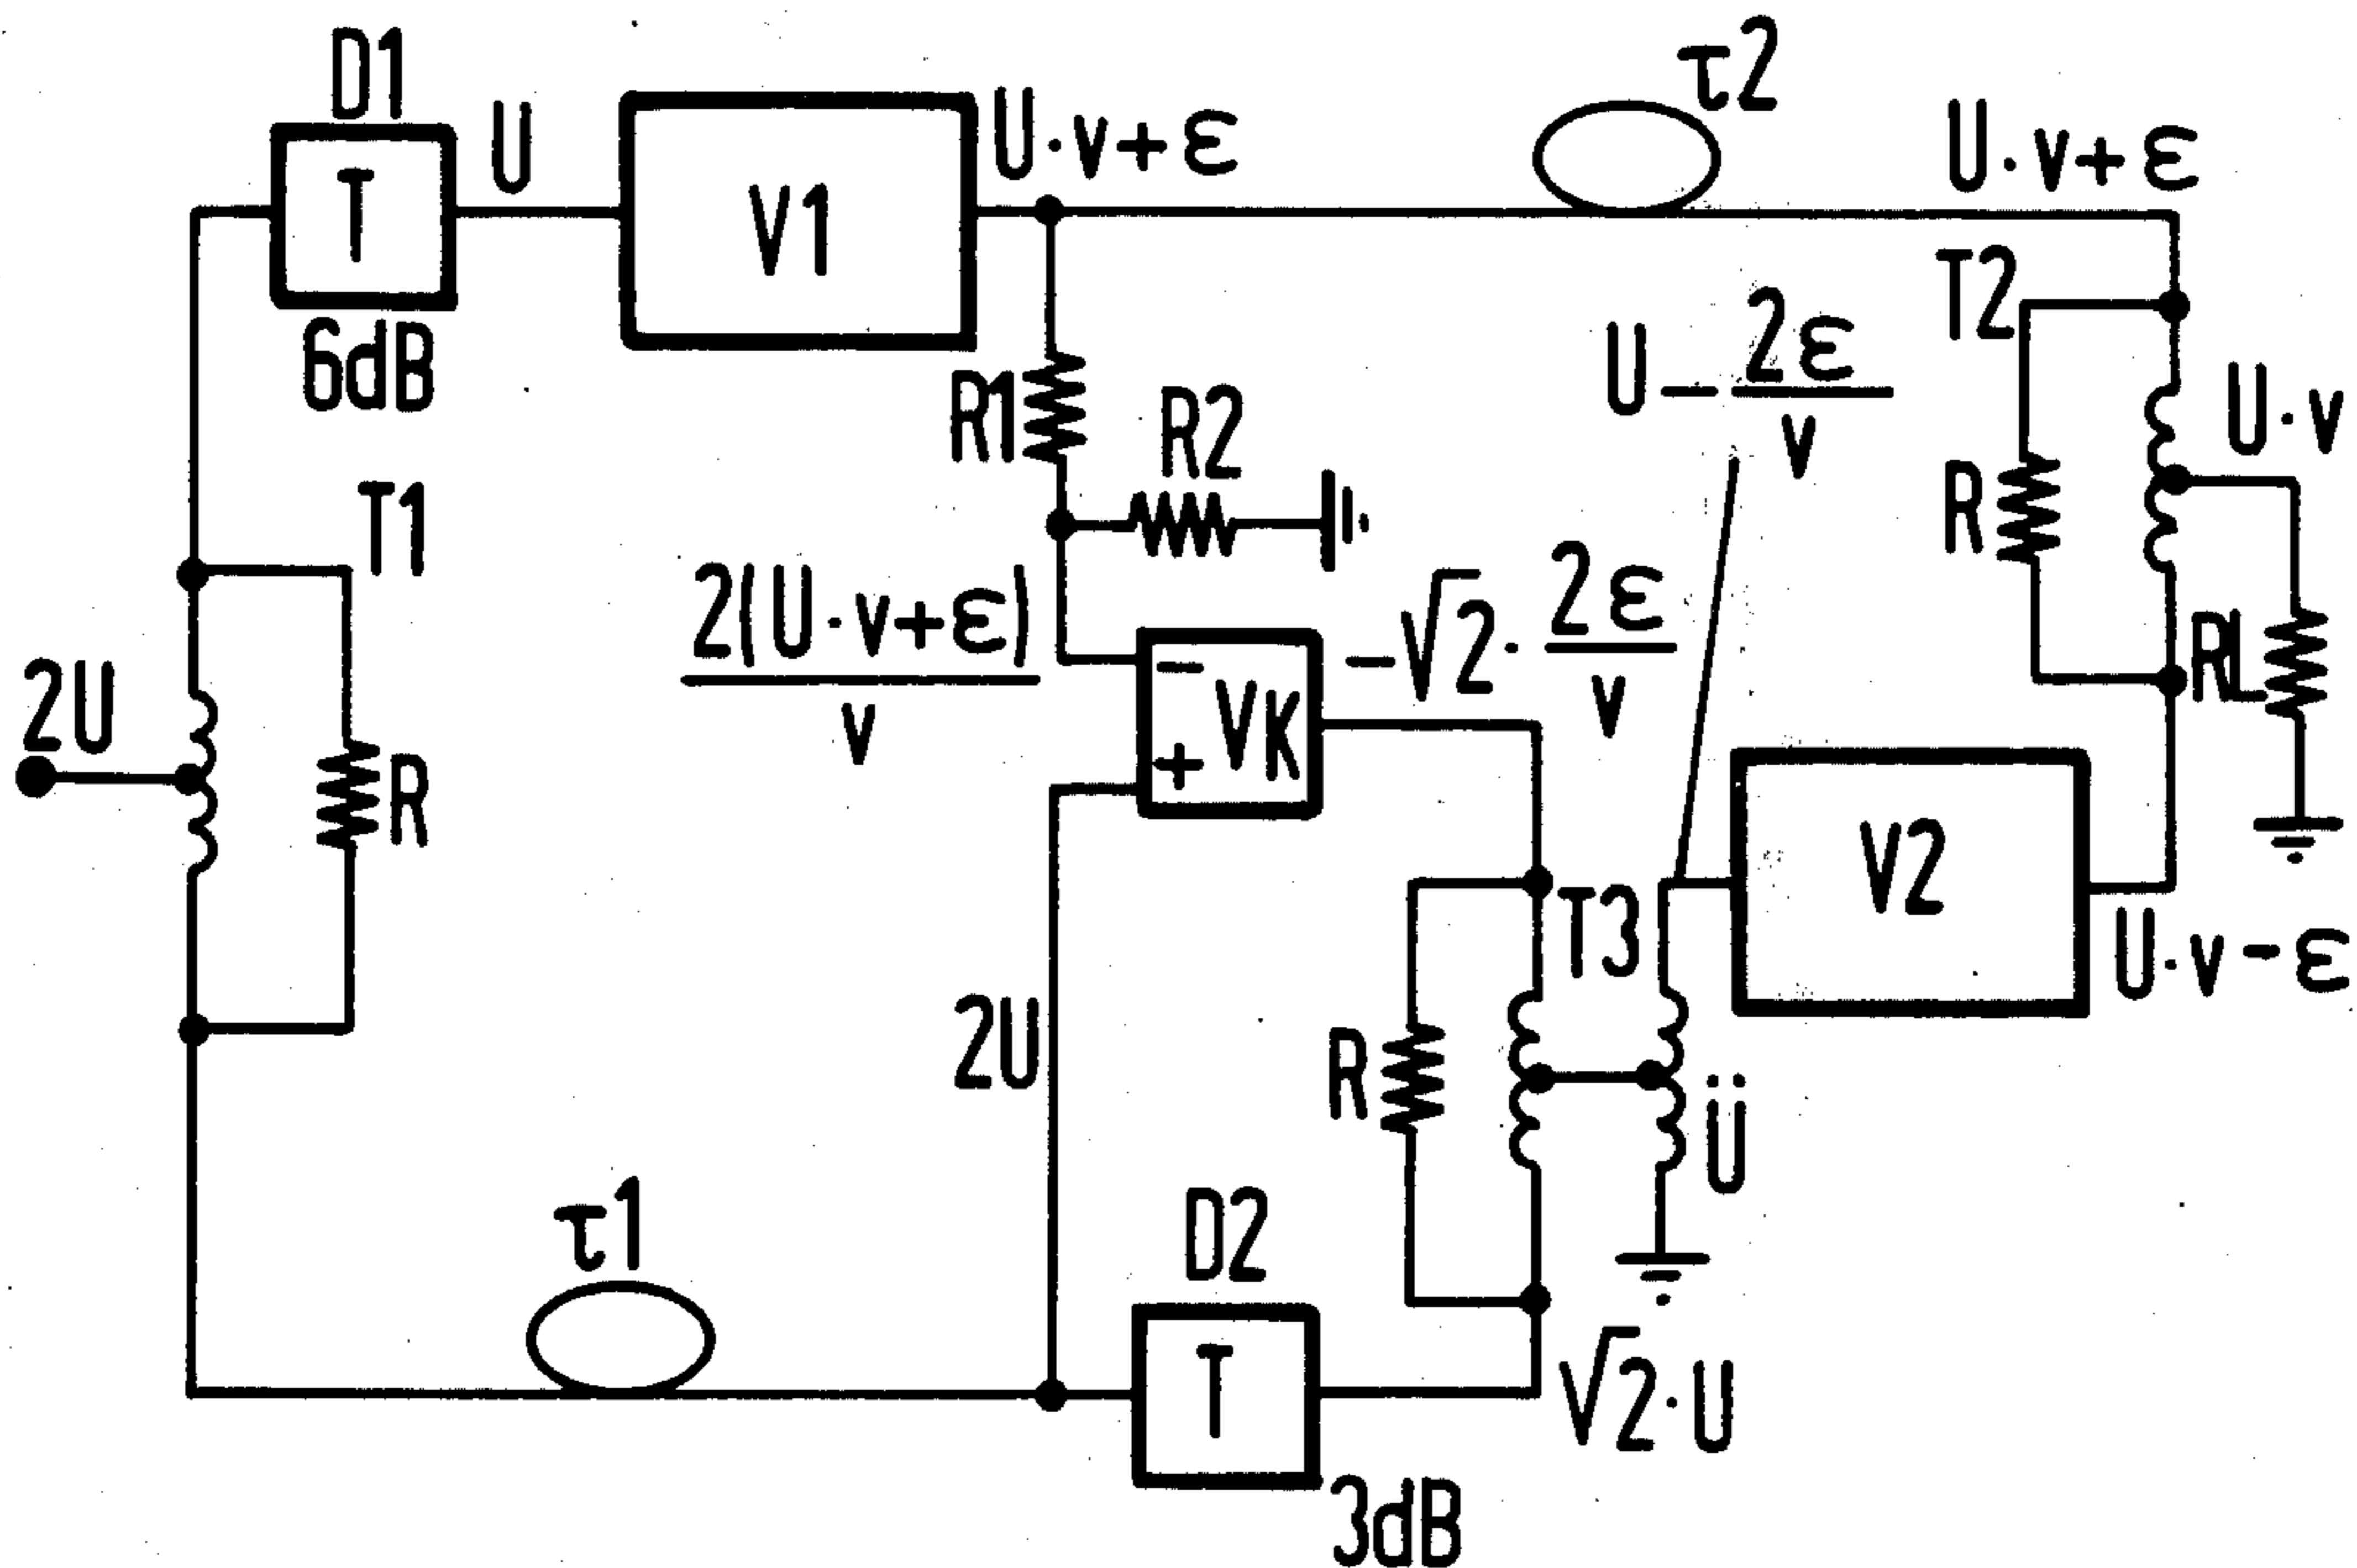 D1
T
6dB
U
V1
U·v+ε
τ2
U·v+ε
T2
R
U·v
RL
R1
R2
U - 2ε/v
T1
2U
R
2(U·v+ε)/v
-
VK
+
-√2·2ε/v
V2
U·v-ε
T3
R
Ü
2U
τ1
D2
T
3dB
√2·U